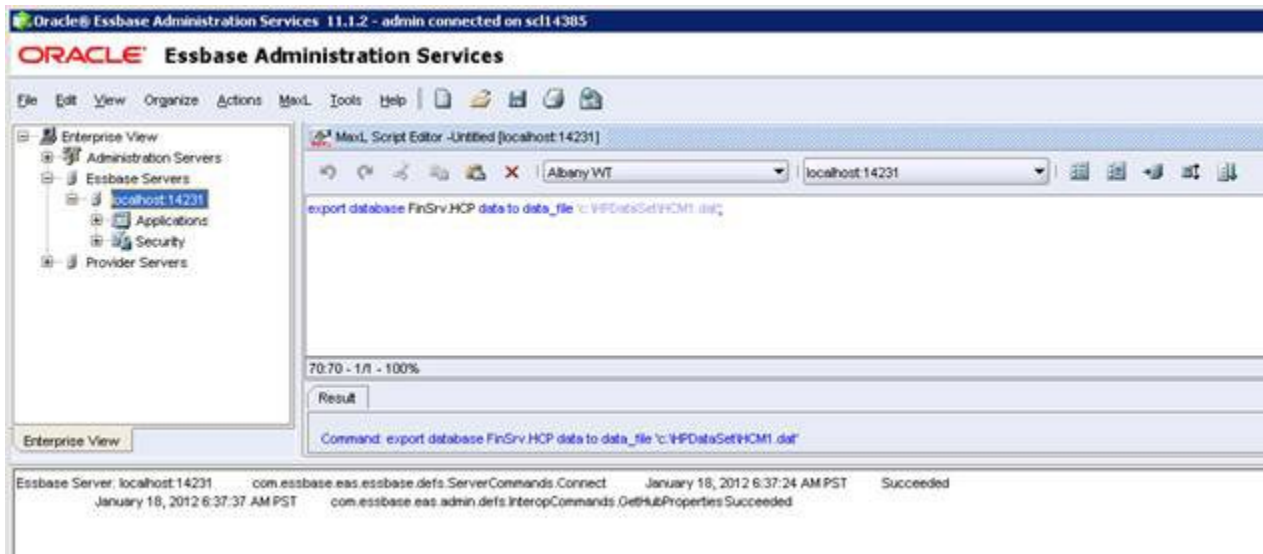 Oracle® Essbase Administration Services 11.1.2 - admin connected on scl14385
ORACLE® Essbase Administration Services
File Edit View Organize Actions MaxL Tools Help
Enterprise View
Administration Servers
Essbase Servers
localhost:14231
Applications
Security
Provider Servers
Enterprise View
MaxL Script Editor -Untitled [localhost:14231]
Albany WT localhost:14231
export database FinSrv.HCP data to data_file 'c:\HPDataSet\HCM1.dat';
70:70 - 1/1 - 100%
Result
Command: export database FinSrv.HCP data to data_file 'c:\HPDataSet\HCM1.dat'
Essbase Server: localhost:14231 com.essbase.eas.essbase.defs.ServerCommands.Connect January 18, 2012 6:37:24 AM PST Succeeded
January 18, 2012 6:37:37 AM PST com.essbase.eas.admin.defs.InteropCommands.GetHubProperties Succeeded